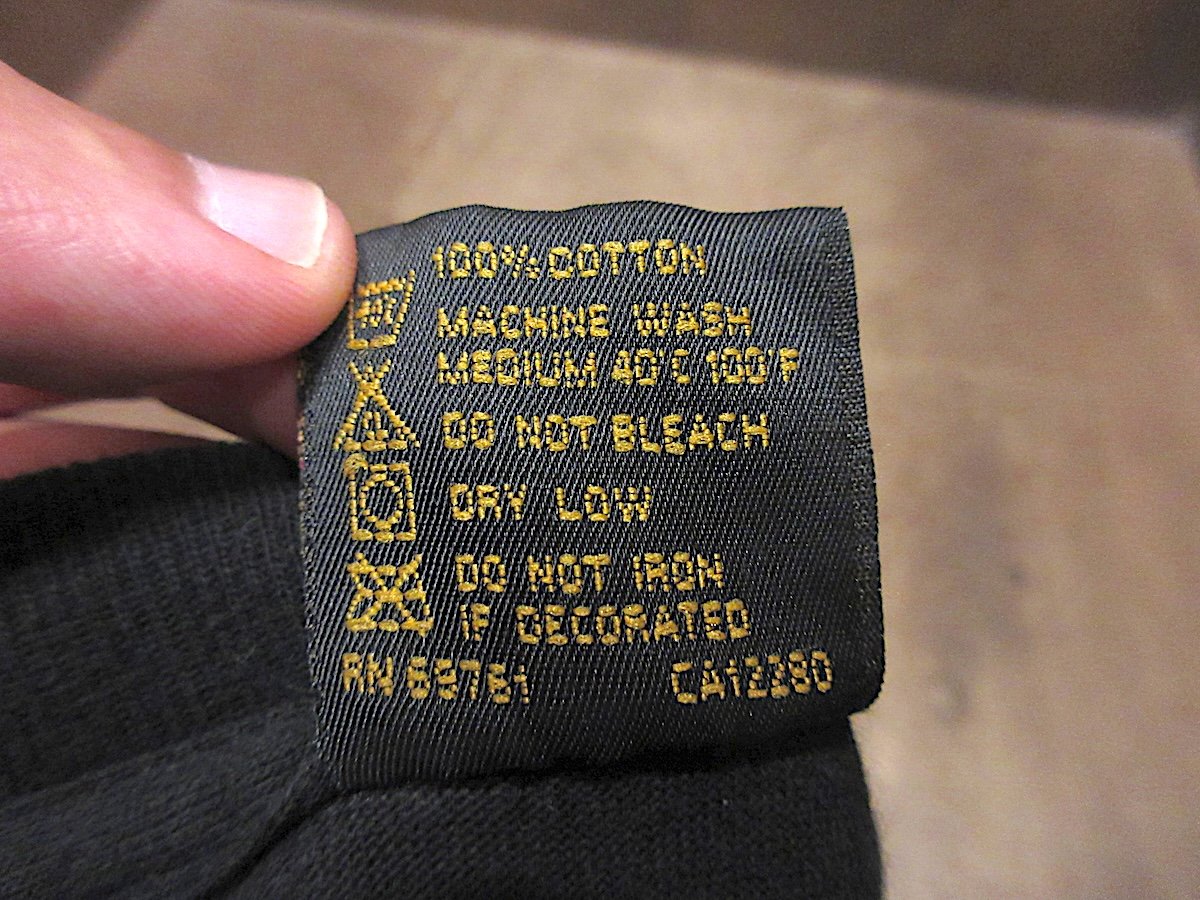 100% COTTON
MACHINE WASH
MEDIUM 40°C 100°F
DO NOT BLEACH
DRY LOW
DO NOT IRON
IF DECORATED
RN 69761 CA12280